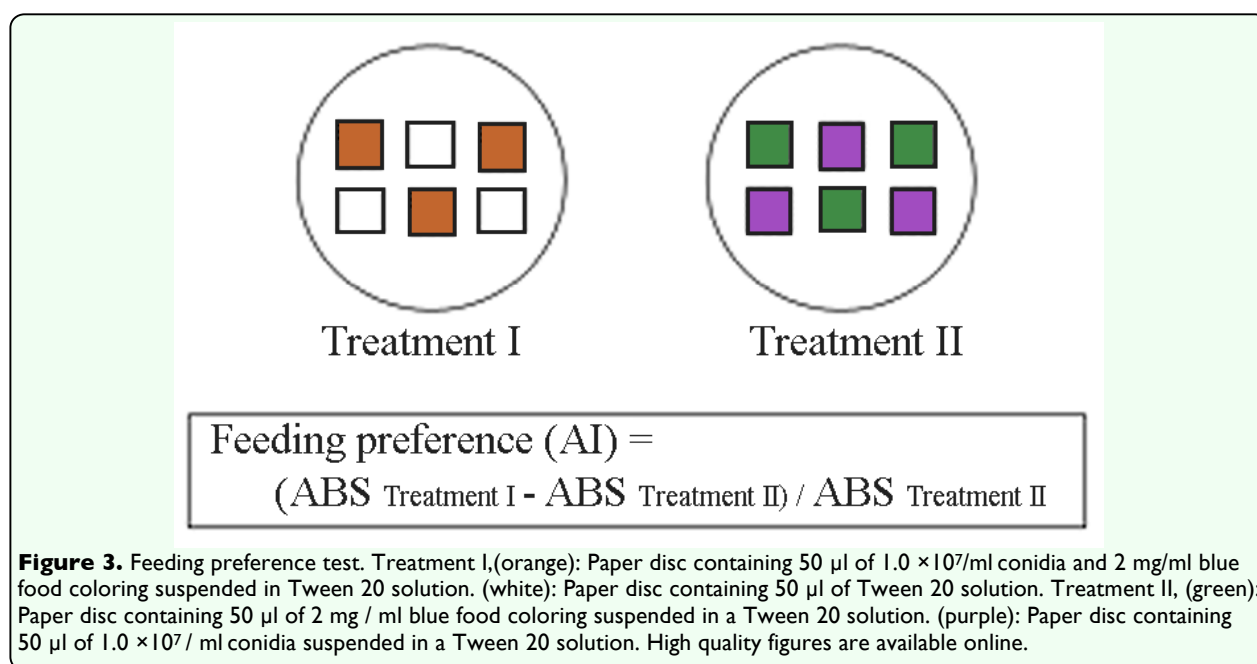 Treatment I
Treatment II
Feeding preference (AI) =
(ABS Treatment I - ABS Treatment II) / ABS Treatment II
Figure 3. Feeding preference test. Treatment I,(orange): Paper disc containing 50 µl of 1.0 ×10⁷/ml conidia and 2 mg/ml blue
food coloring suspended in Tween 20 solution. (white): Paper disc containing 50 µl of Tween 20 solution. Treatment II, (green):
Paper disc containing 50 µl of 2 mg / ml blue food coloring suspended in a Tween 20 solution. (purple): Paper disc containing
50 µl of 1.0 ×10⁷ / ml conidia suspended in a Tween 20 solution. High quality figures are available online.